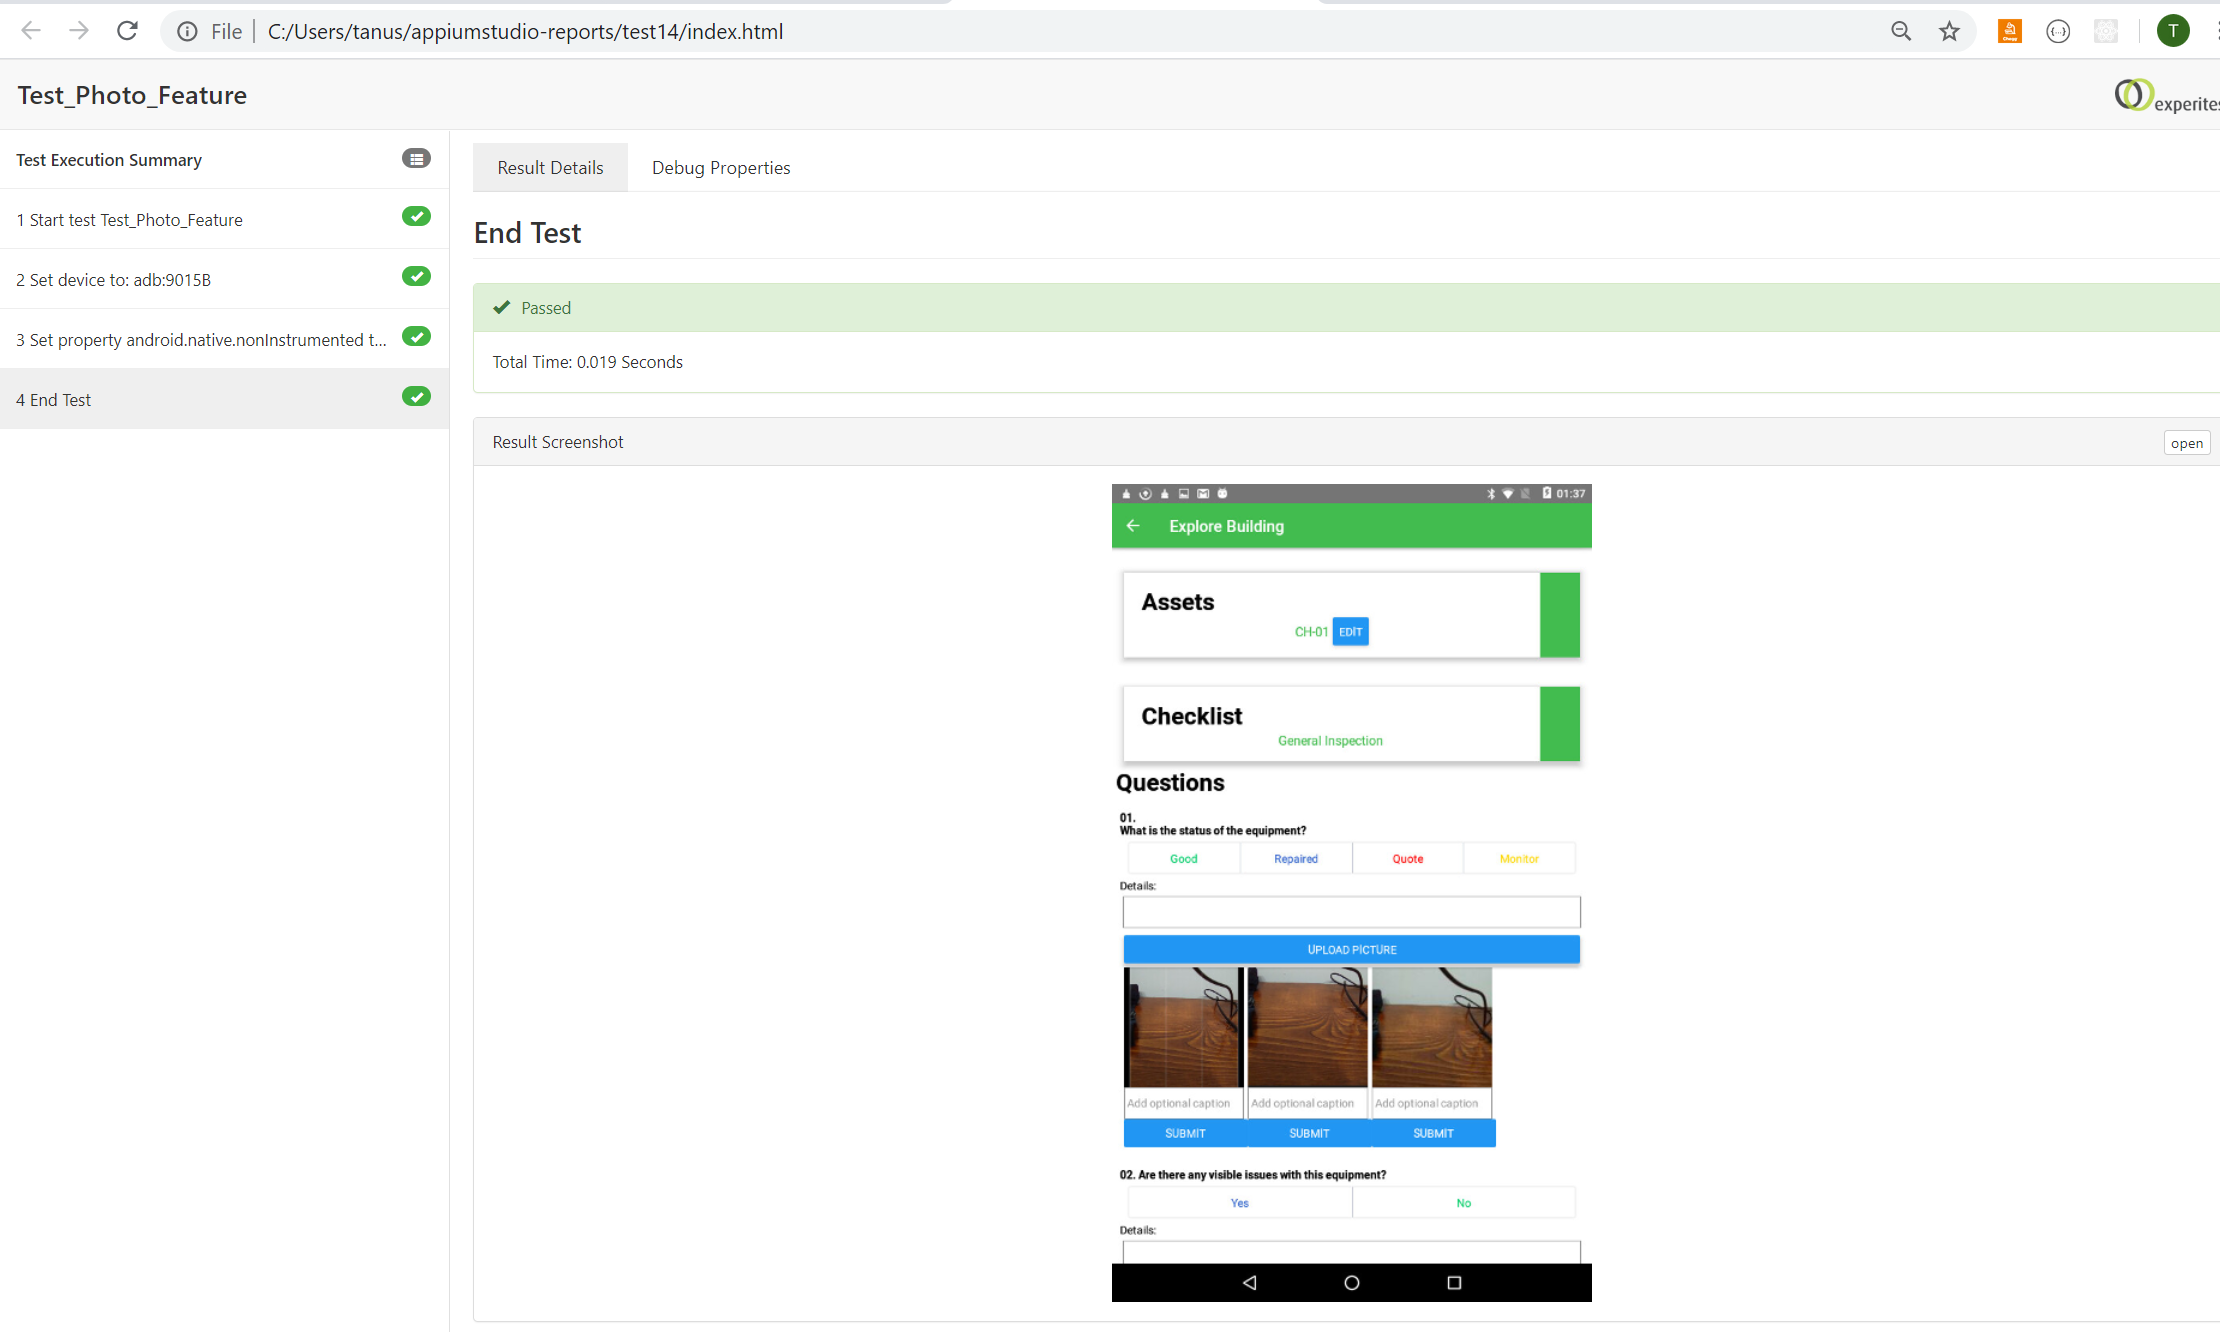 File | C:/Users/tanus/appiumstudio-reports/test14/index.html
T
Test_Photo_Feature
experites
Test Execution Summary
1 Start test Test_Photo_Feature
2 Set device to: adb:9015B
3 Set property android.native.nonInstrumented t...
4 End Test
Result Details
Debug Properties
End Test
Passed
Total Time: 0.019 Seconds
Result Screenshot
open
01:37
Explore Building
Assets
CH-01 EDIT
Checklist
General Inspection
Questions
01.
What is the status of the equipment?
Good Repaired Quote Monitor
Details:
UPLOAD PICTURE
Add optional caption Add optional caption Add optional caption
SUBMIT SUBMIT SUBMIT
02. Are there any visible issues with this equipment?
Yes No
Details: